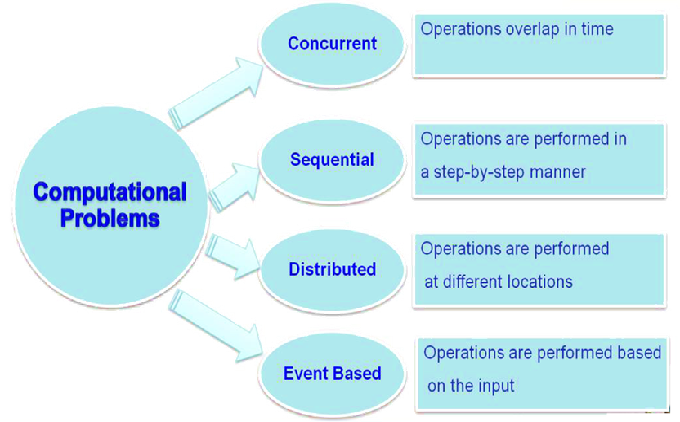 Computational
Problems
Concurrent
Operations overlap in time
Sequential
Operations are performed in
a step-by-step manner
Distributed
Operations are performed
at different locations
Event Based
Operations are performed based
on the input